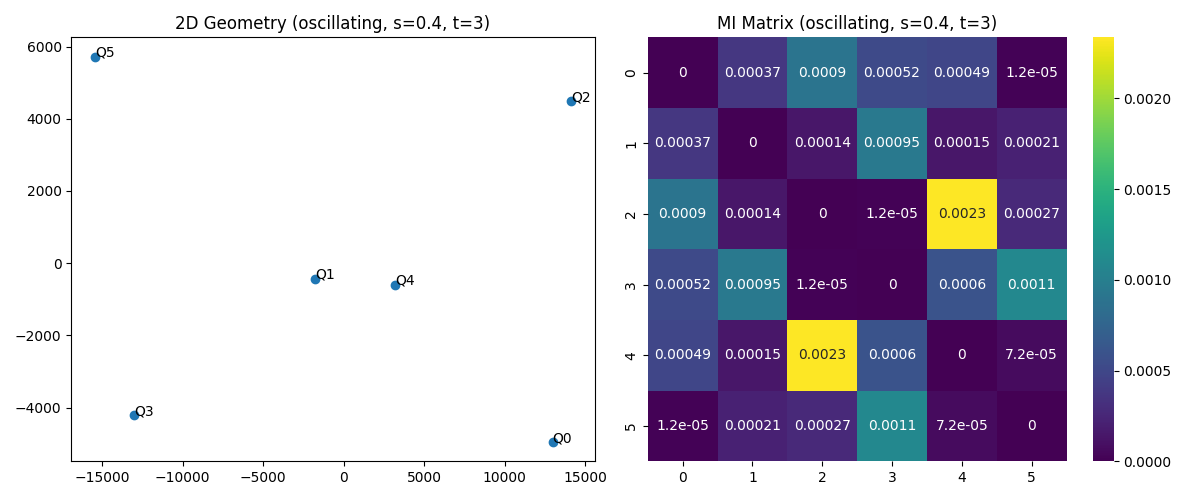 2D Geometry (oscillating, s=0.4, t=3)
6000
4000
2000
0
−2000
−4000
−15000 −10000 −5000 0 5000 10000 15000
Q5
Q2
Q1
Q4
Q3
Q0
MI Matrix (oscillating, s=0.4, t=3)
0 0 0.00037 0.0009 0.00052 0.00049 1.2e-05
1 0.00037 0 0.00014 0.00095 0.00015 0.00021
2 0.0009 0.00014 0 1.2e-05 0.0023 0.00027
3 0.00052 0.00095 1.2e-05 0 0.0006 0.0011
4 0.00049 0.00015 0.0023 0.0006 0 7.2e-05
5 1.2e-05 0.00021 0.00027 0.0011 7.2e-05 0
0 1 2 3 4 5
0.0020
0.0015
0.0010
0.0005
0.0000